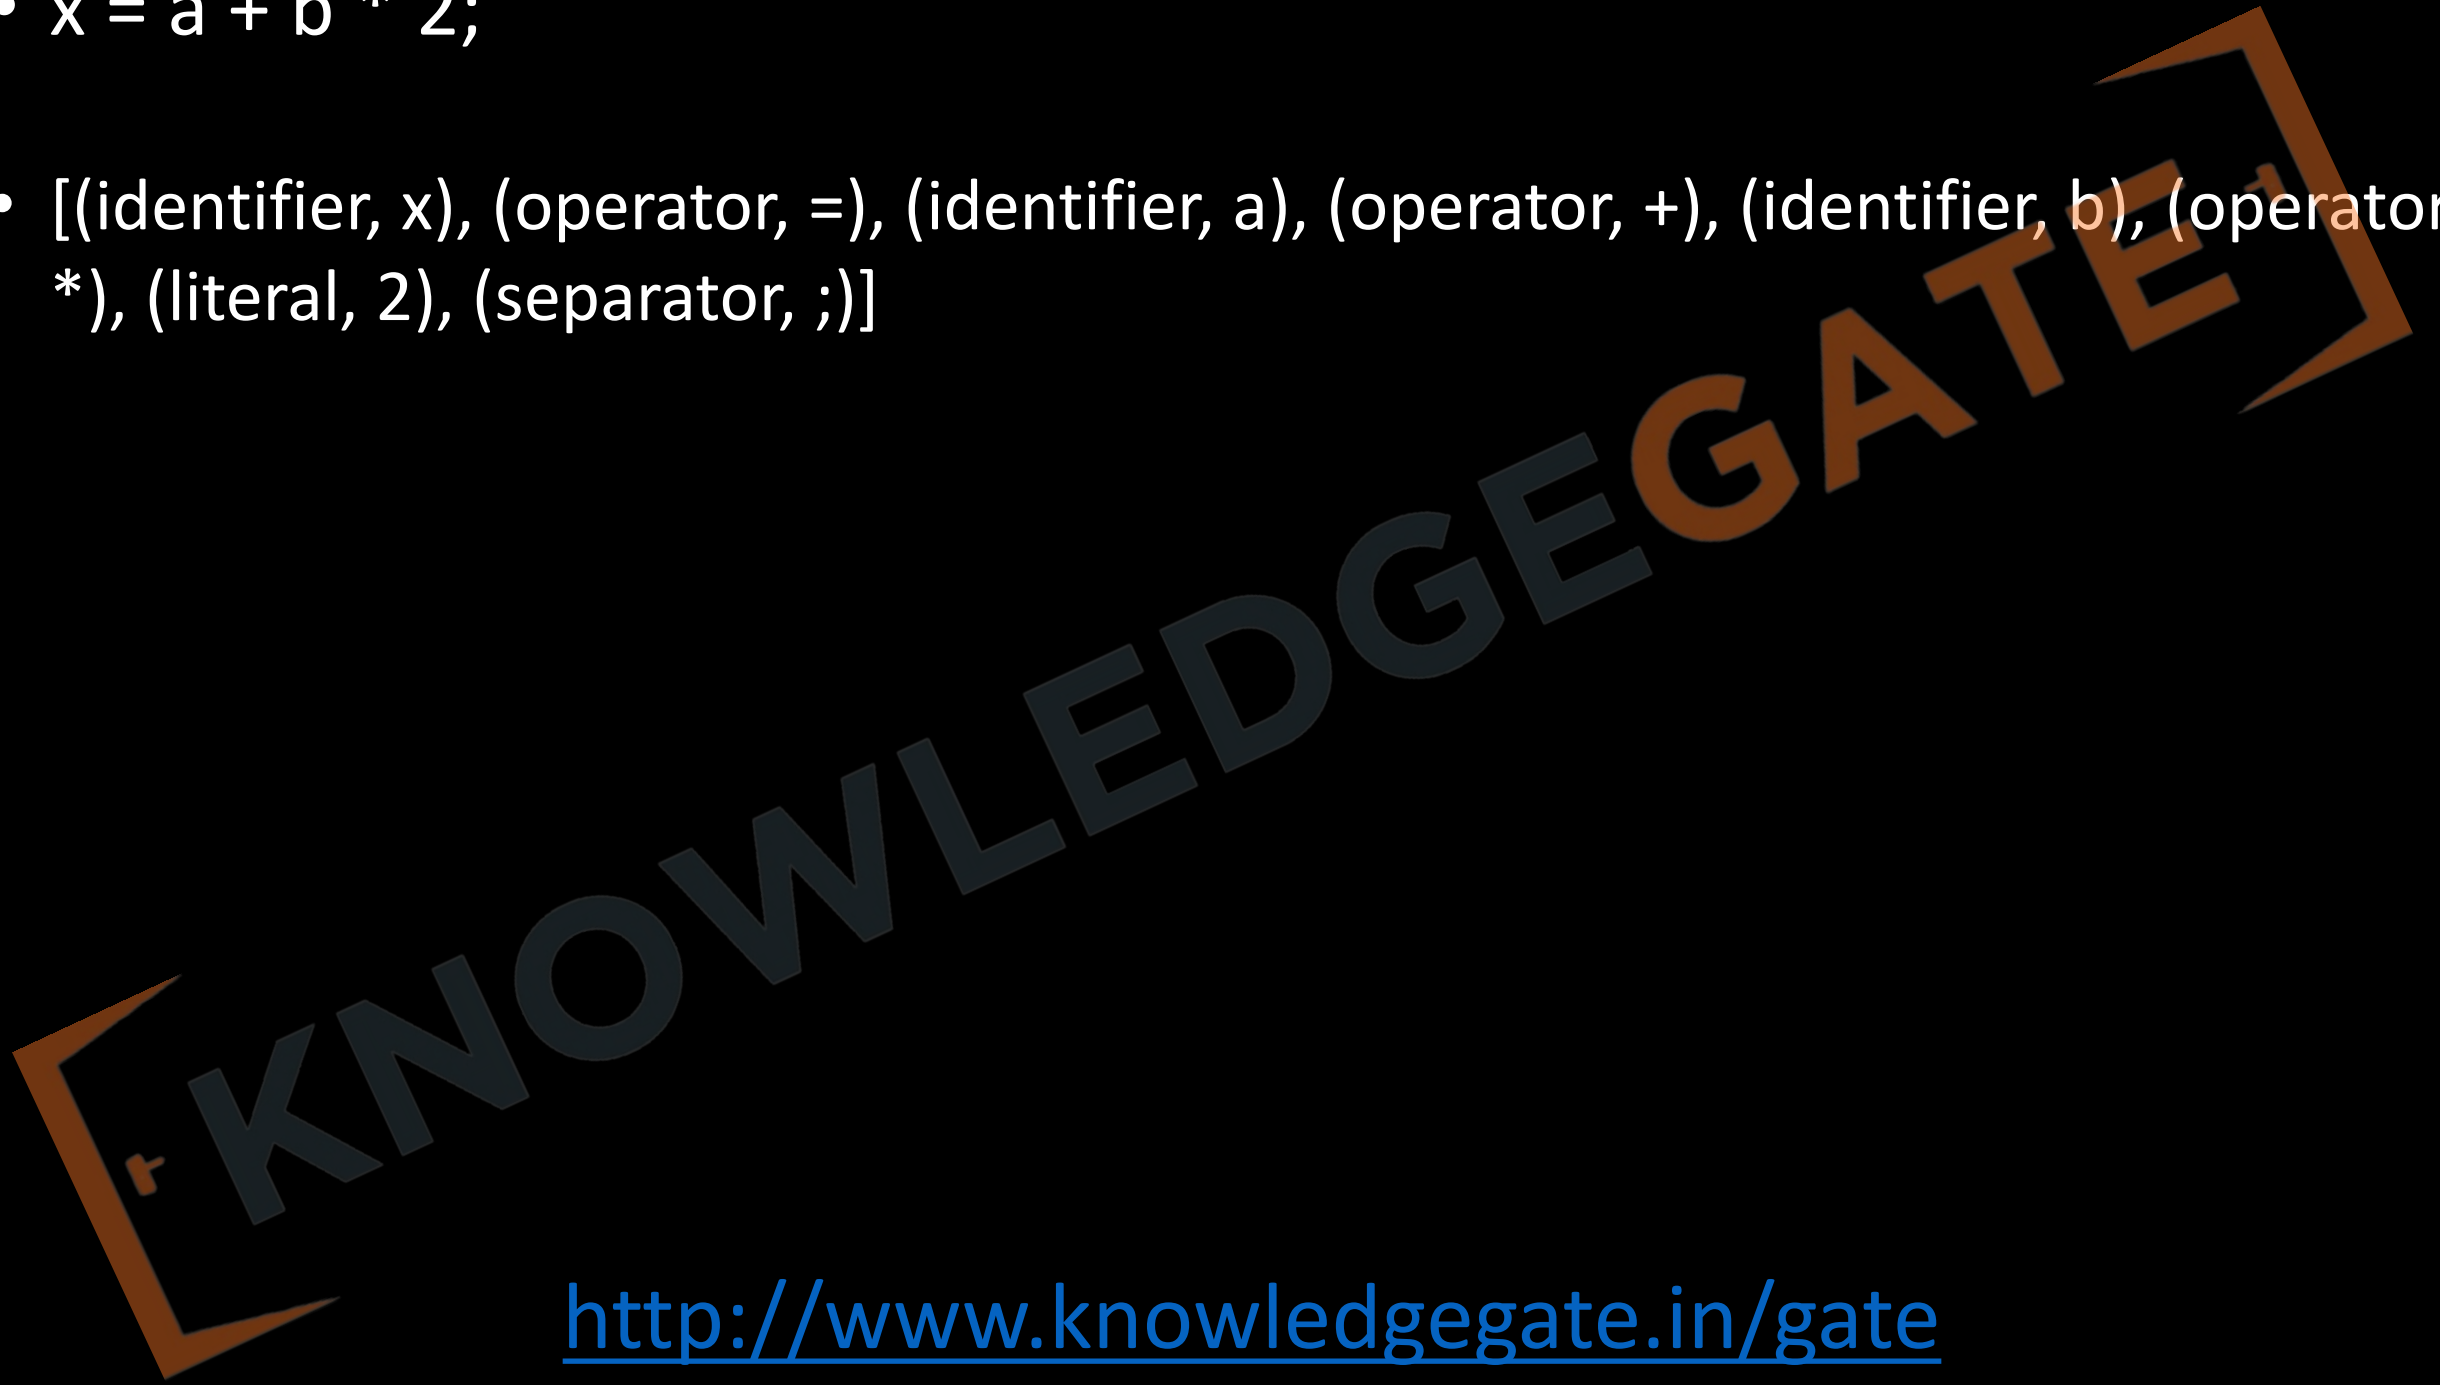 • x = a + b * 2;
• [(identifier, x), (operator, =), (identifier, a), (operator, +), (identifier, b), (operator
*), (literal, 2), (separator, ;)]
KNOWLEDGEGATE
http://www.knowledgegate.in/gate